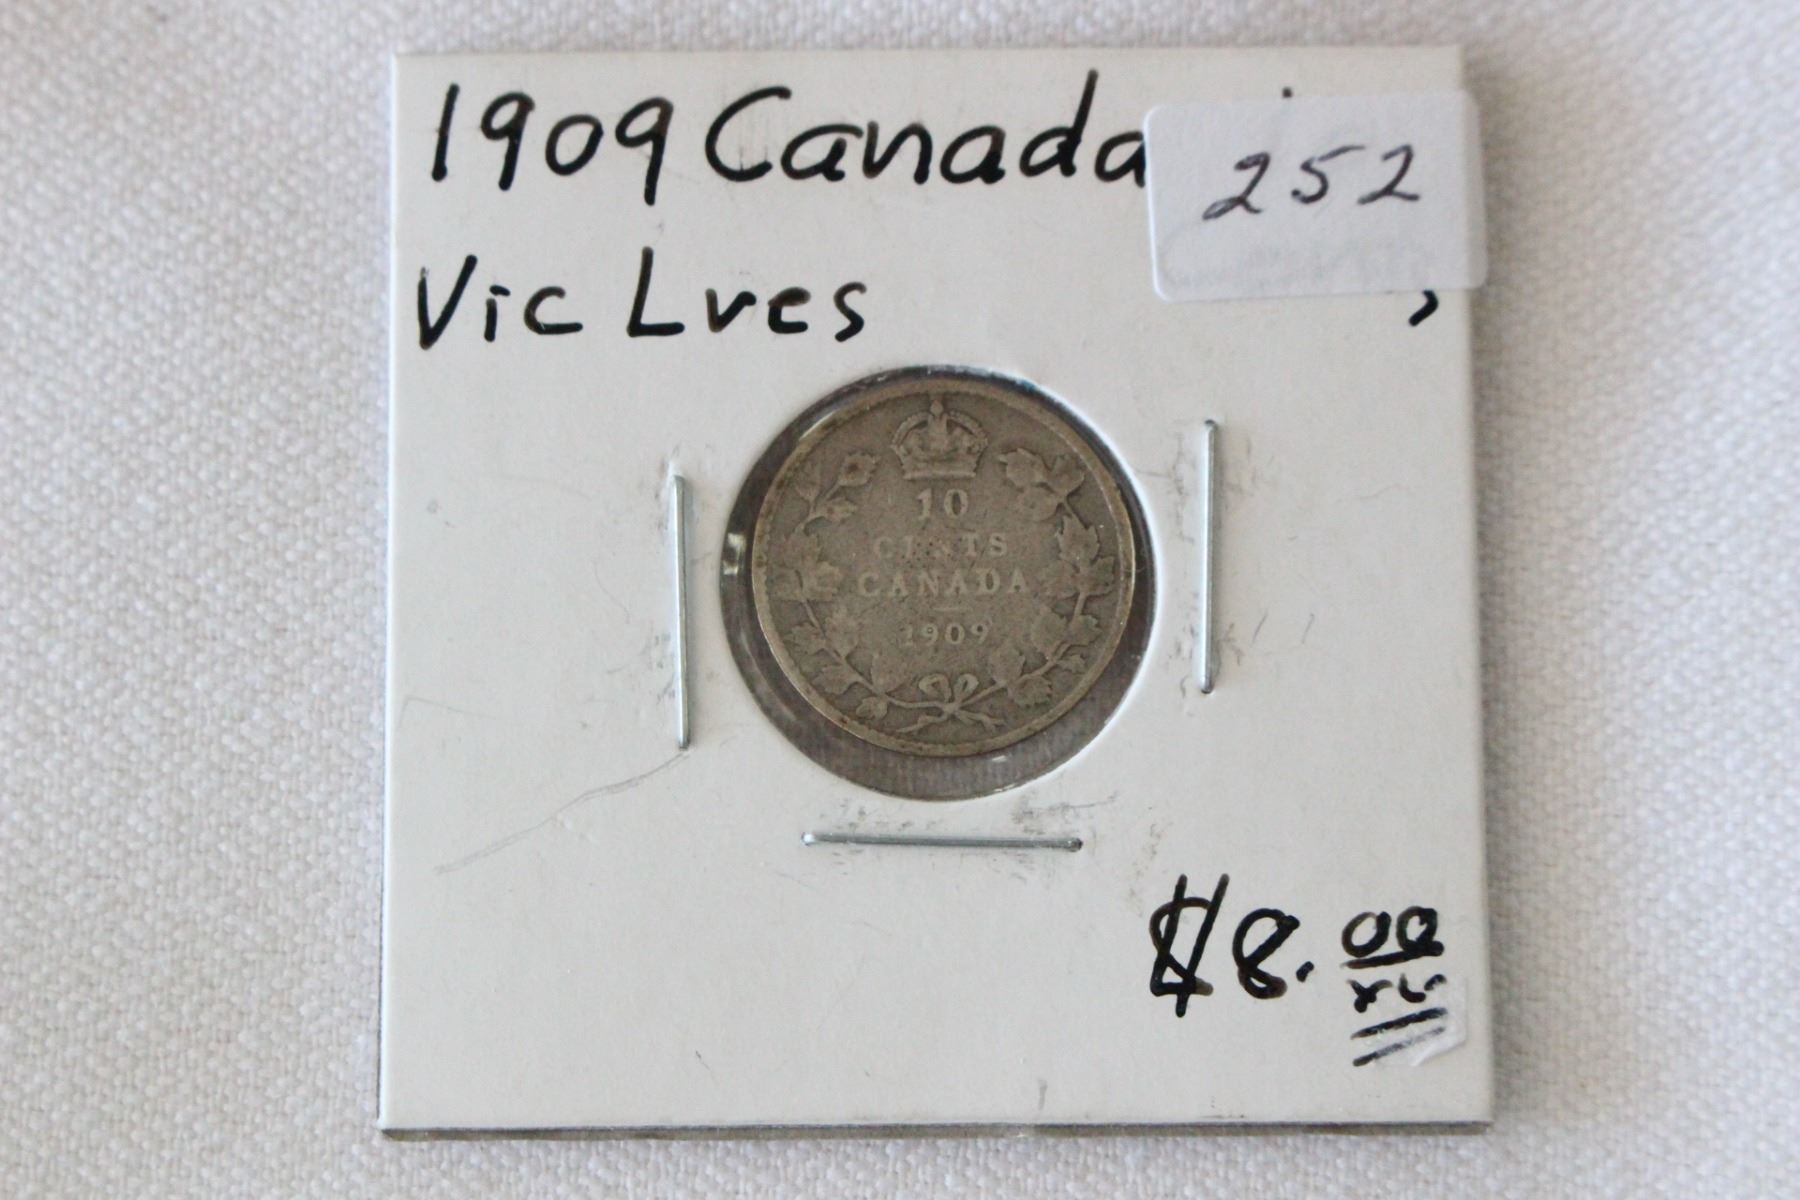 1909 Canada
252
Vic Lves
10
CENTS
CANADA
1909
$8.00